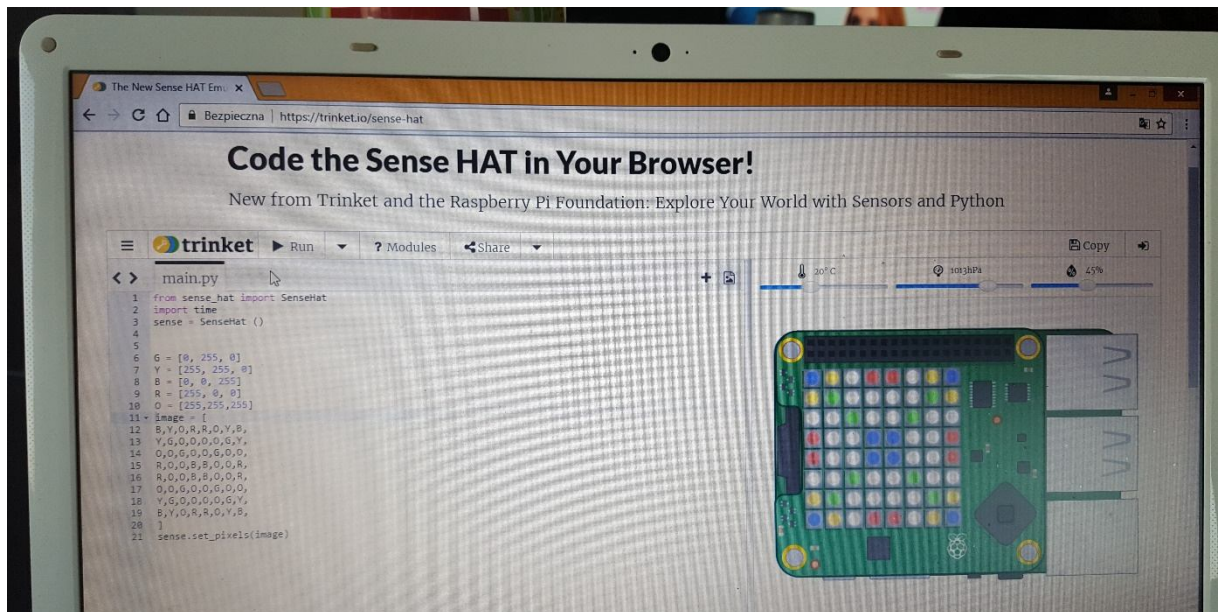 The New Sense HAT Em
Bezpieczna | https://trinket.io/sense-hat
Code the Sense HAT in Your Browser!
New from Trinket and the Raspberry Pi Foundation: Explore Your World with Sensors and Python
trinket Run ? Modules Share Copy
main.py
20° C 1013hPa 45%
1 from sense_hat import SenseHat
2 import time
3 sense = SenseHat ()
4
5
6 G = [0, 255, 0]
7 Y = [255, 255, 0]
8 B = [0, 0, 255]
9 R = [255, 0, 0]
10 O = [255,255,255]
11 image = [
12 B,Y,O,R,R,O,Y,B,
13 Y,G,O,O,O,O,G,Y,
14 O,O,G,O,O,G,O,O,
15 R,O,O,B,B,O,O,R,
16 R,O,O,B,B,O,O,R,
17 O,O,G,O,O,G,O,O,
18 Y,G,O,O,O,O,G,Y,
19 B,Y,O,R,R,O,Y,B,
20 ]
21 sense.set_pixels(image)